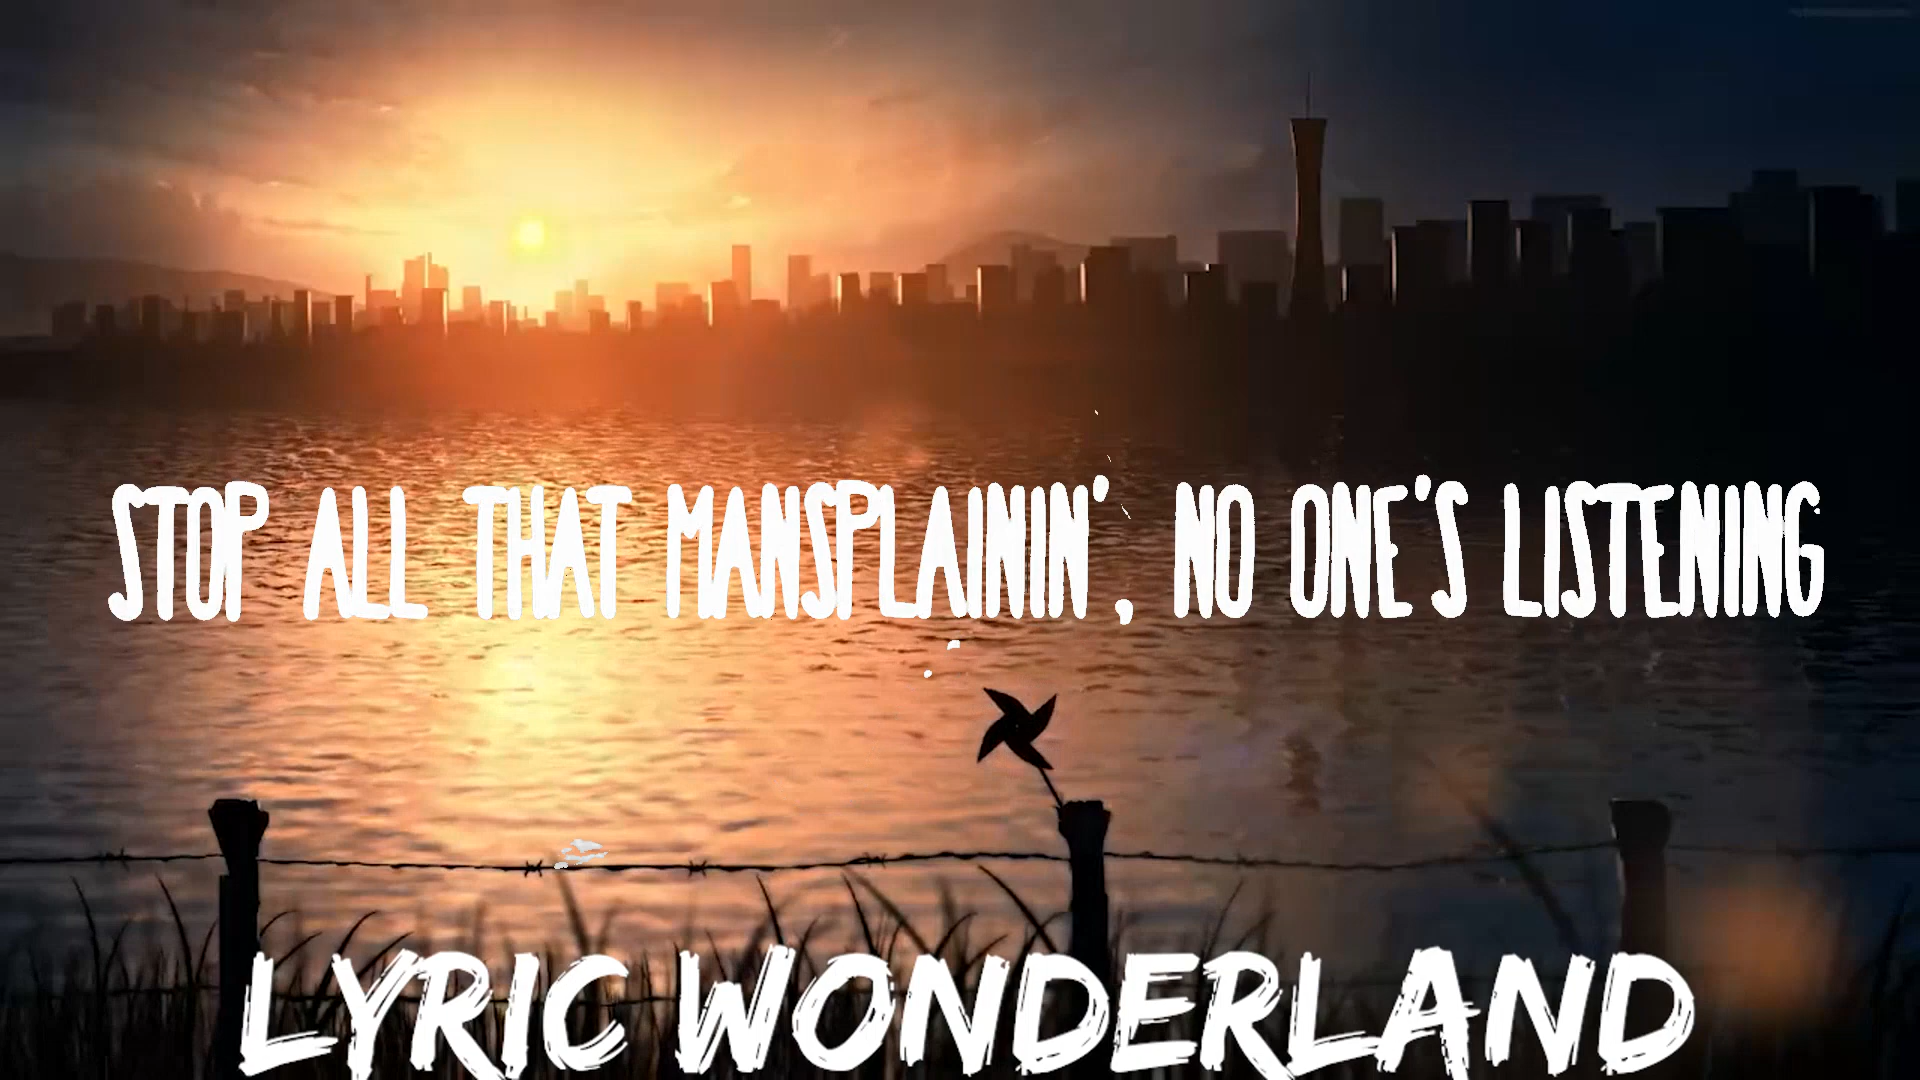 STOP ALL THAT MANSPLAININ', NO ONE'S LISTENING
LYRIC WONDERLAND